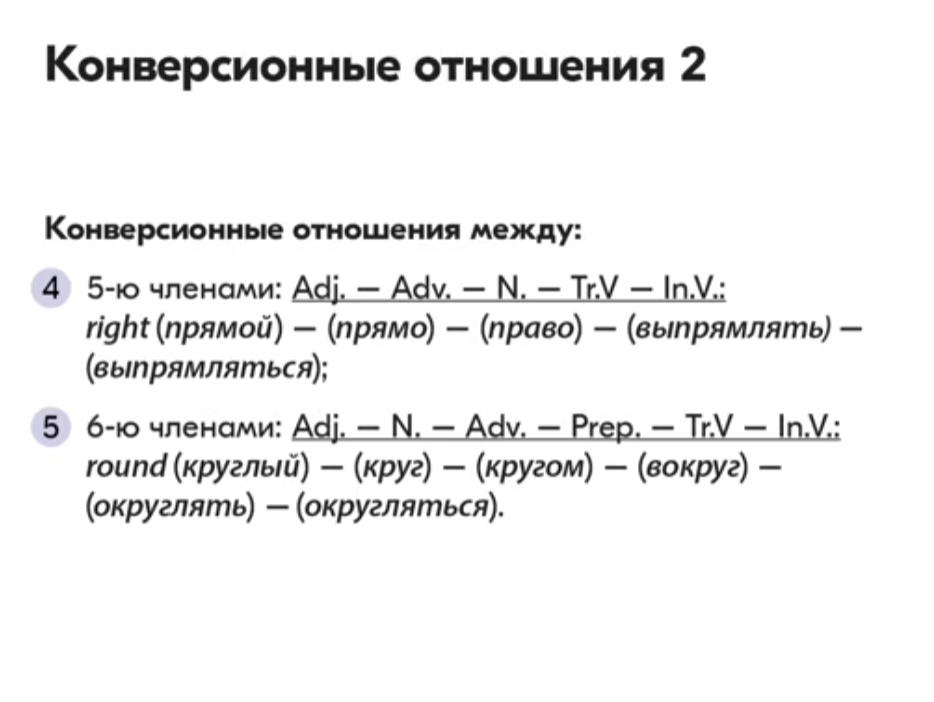 Конверсионные отношения 2
Конверсионные отношения между:
4 5-ю членами: Adj. – Adv. – N. – Tr.V – In.V.:
right (прямой) – (прямо) – (право) – (выпрямлять) –
(выпрямляться);
5 6-ю членами: Adj. – N. – Adv. – Prep. – Tr.V – In.V.:
round (круглый) – (круг) – (кругом) – (вокруг) –
(округлять) – (округляться).